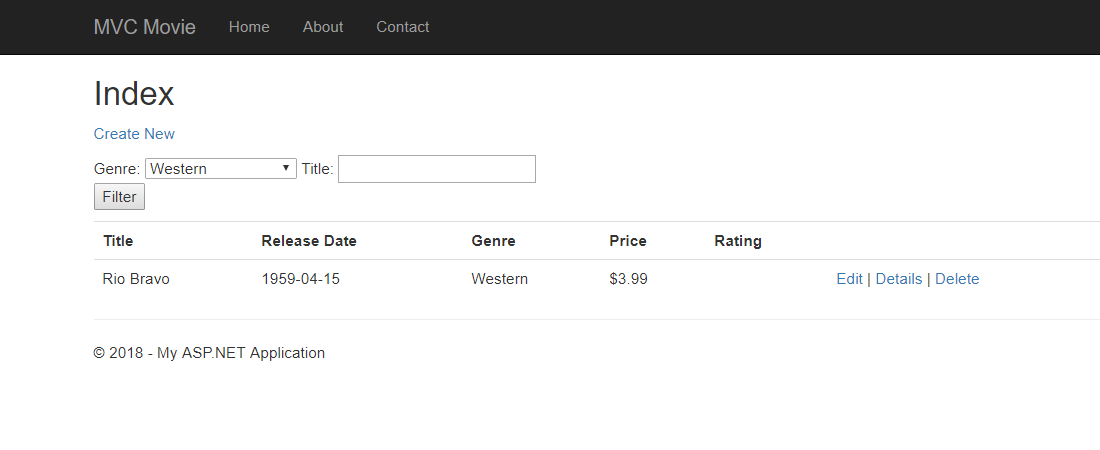 MVC Movie Home About Contact
Index
Create New
Genre: Western Title:
Filter
Title Release Date Genre Price Rating
Rio Bravo 1959-04-15 Western $3.99 Edit | Details | Delete
© 2018 - My ASP.NET Application